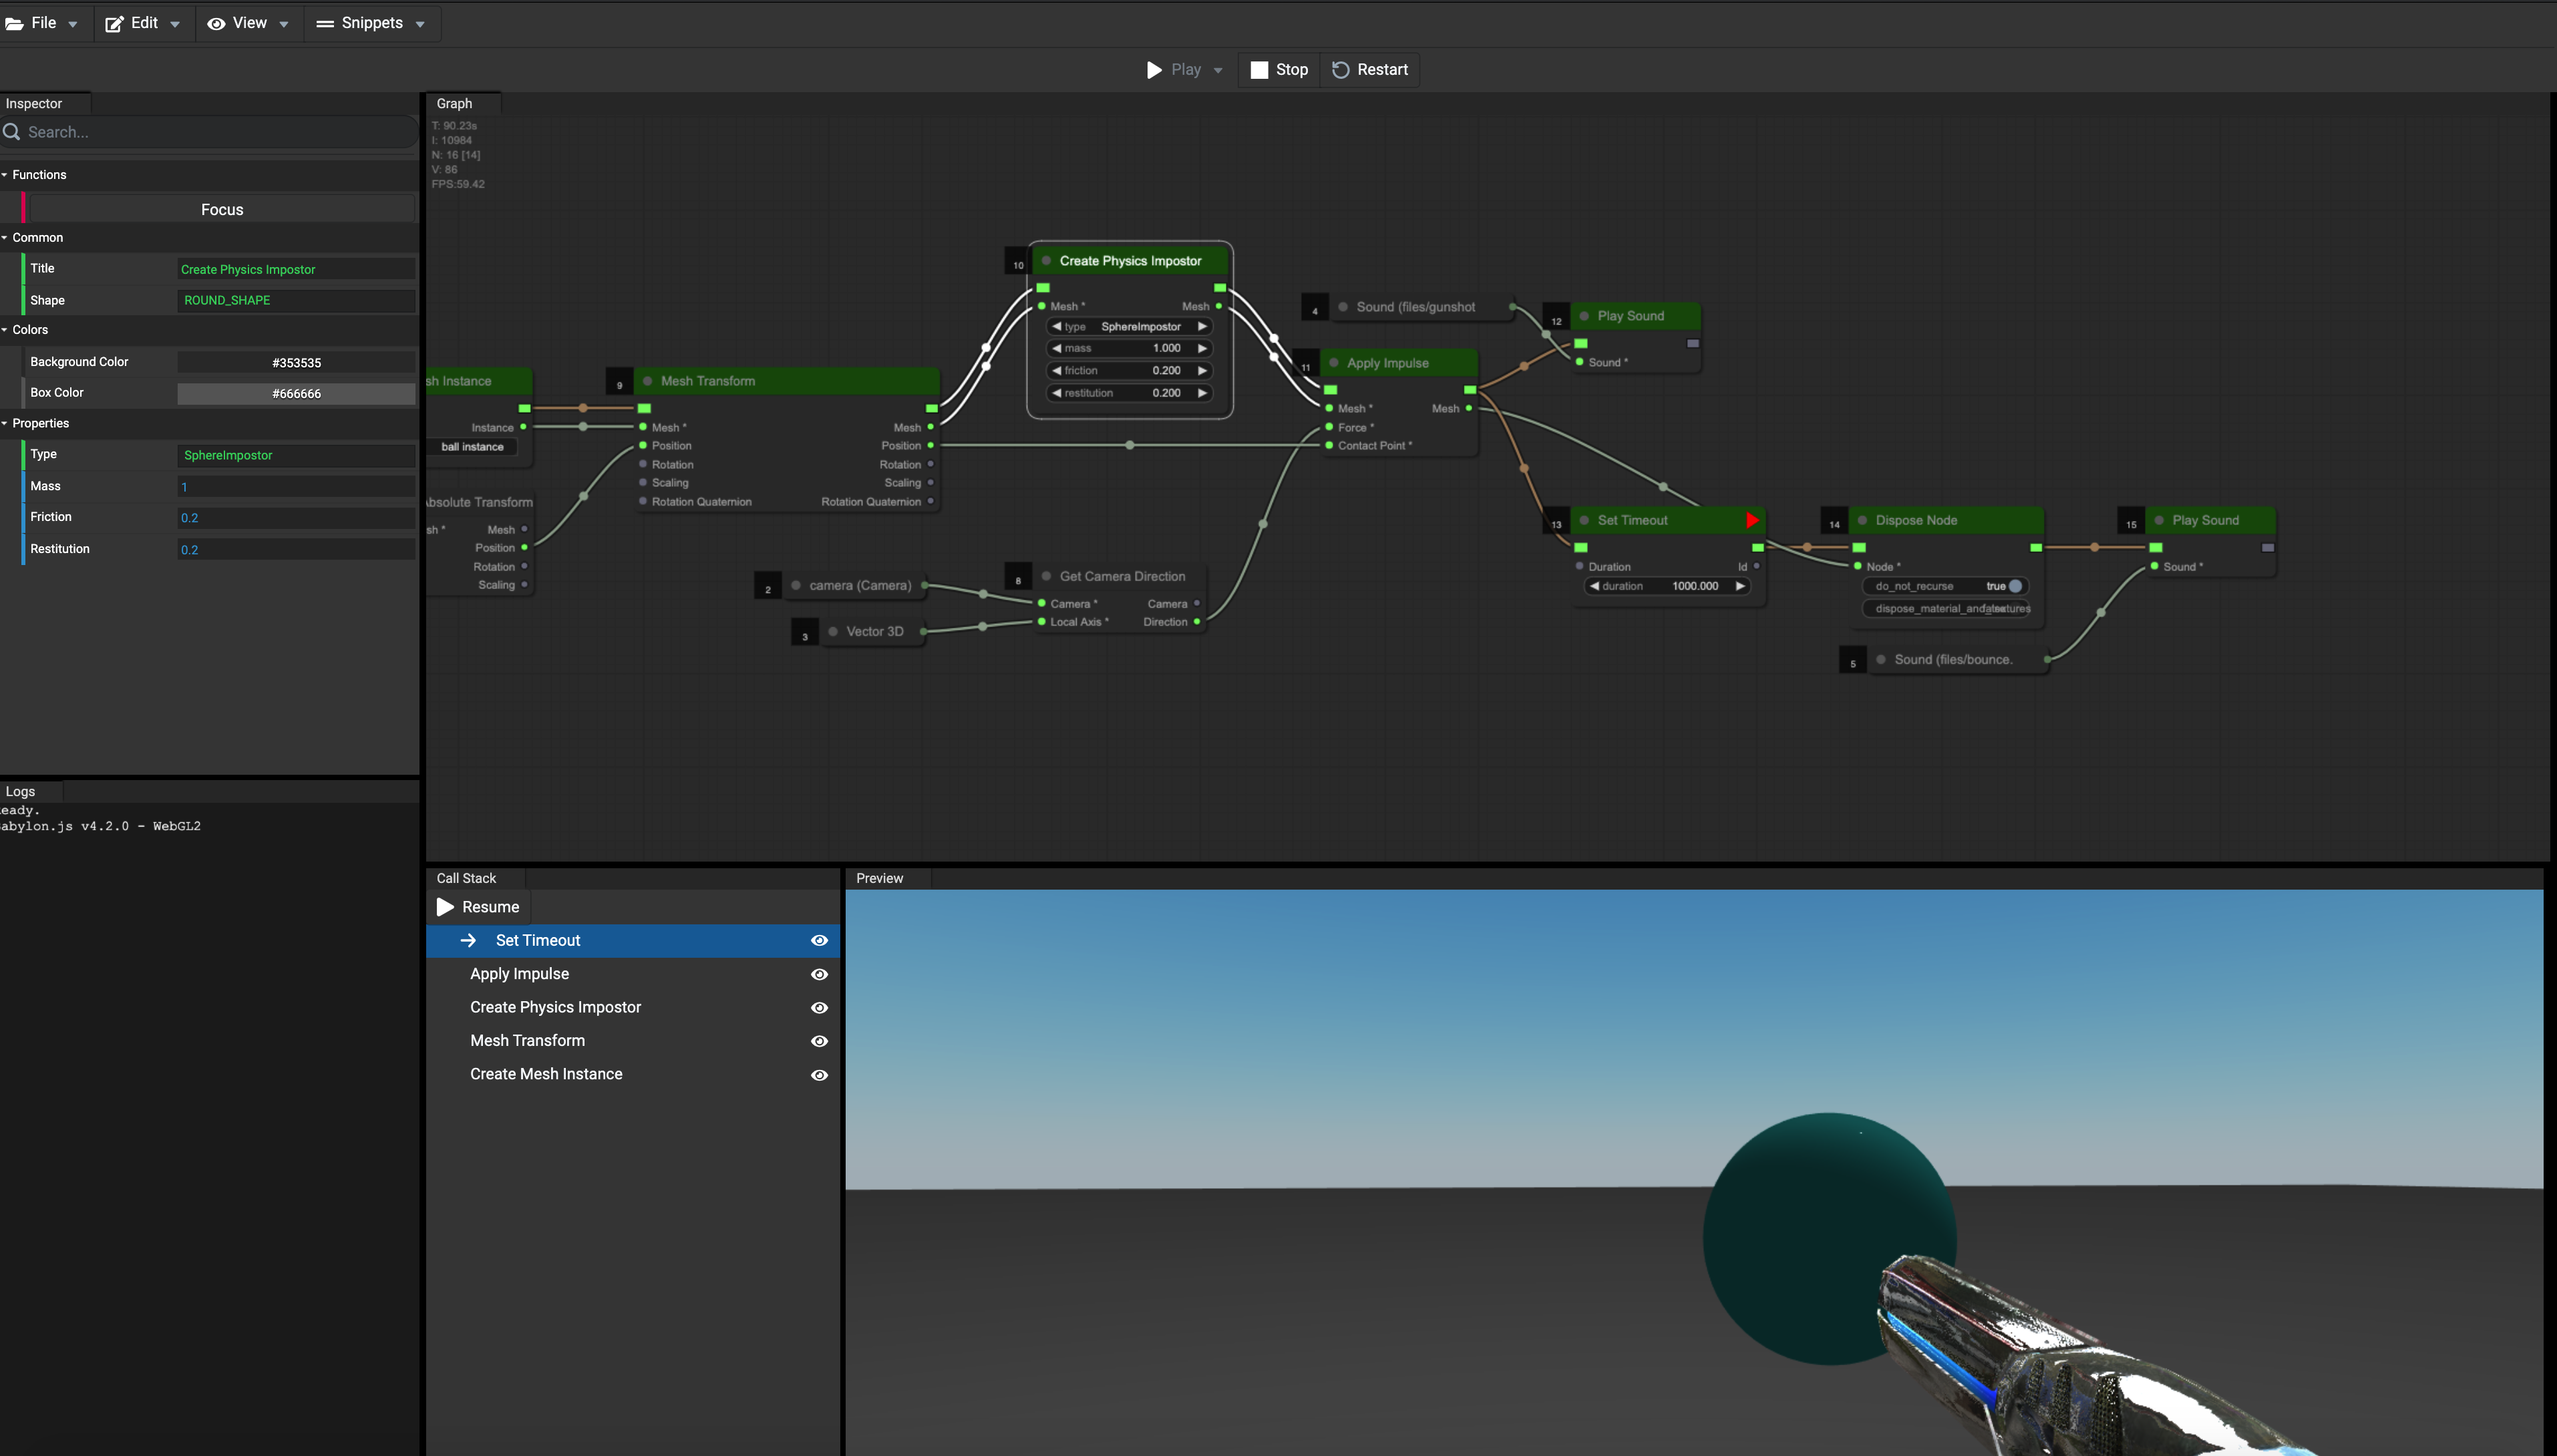 File Edit View Snippets
Play Stop Restart
Inspector
Search...
Functions
Focus
Common
Title Create Physics Impostor
Shape ROUND_SHAPE
Colors
Background Color #353535
Box Color #666666
Properties
Type SphereImpostor
Mass 1
Friction 0.2
Restitution 0.2
Logs
eady.
abylon.js v4.2.0 - WebGL2
Graph
T: 90.23s
I: 10984
N: 16 [14]
V: 86
FPS:59.42
sh Instance
Instance
ball instance
bsolute Transform
sh * Mesh
Position
Rotation
Scaling
9 Mesh Transform
Mesh * Mesh
Position Position
Rotation Rotation
Scaling Scaling
Rotation Quaternion Rotation Quaternion
10 Create Physics Impostor
Mesh * Mesh
type SphereImpostor
mass 1.000
friction 0.200
restitution 0.200
2 camera (Camera)
3 Vector 3D
8 Get Camera Direction
Camera * Camera
Local Axis * Direction
4 Sound (files/gunshot
11 Apply Impulse
Mesh * Mesh
Force *
Contact Point *
12 Play Sound
Sound *
13 Set Timeout
Duration Id
duration 1000.000
14 Dispose Node
Node *
do_not_recurse true
15 Play Sound
Sound *
5 Sound (files/bounce.
Call Stack
Resume
Set Timeout
Apply Impulse
Create Physics Impostor
Mesh Transform
Create Mesh Instance
Preview